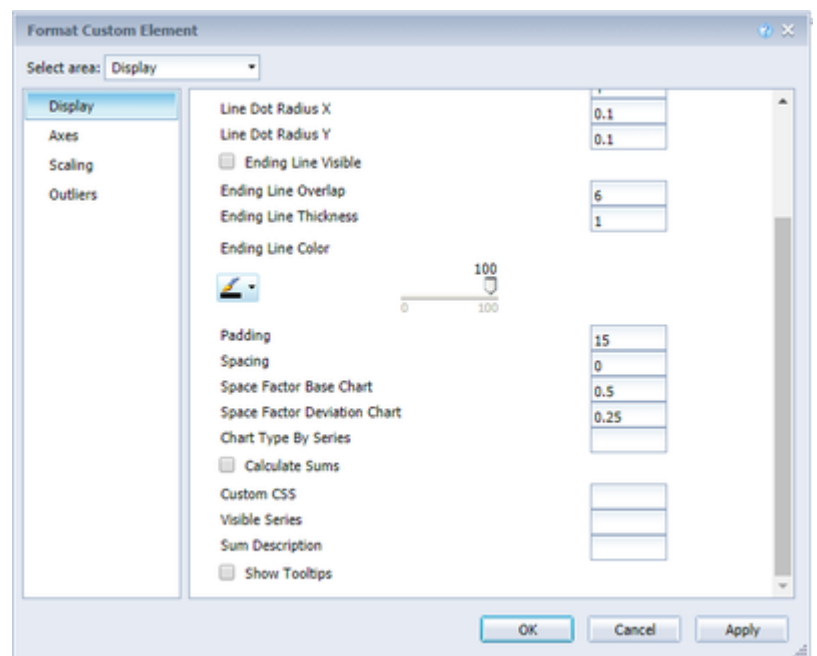 Format Custom Element
Select area: Display
Display
Axes
Scaling
Outliers
Line Dot Radius X 0.1
Line Dot Radius Y 0.1
Ending Line Visible
Ending Line Overlap 6
Ending Line Thickness 1
Ending Line Color
100
0 100
Padding 15
Spacing 0
Space Factor Base Chart 0.5
Space Factor Deviation Chart 0.25
Chart Type By Series
Calculate Sums
Custom CSS
Visible Series
Sum Description
Show Tooltips
OK Cancel Apply